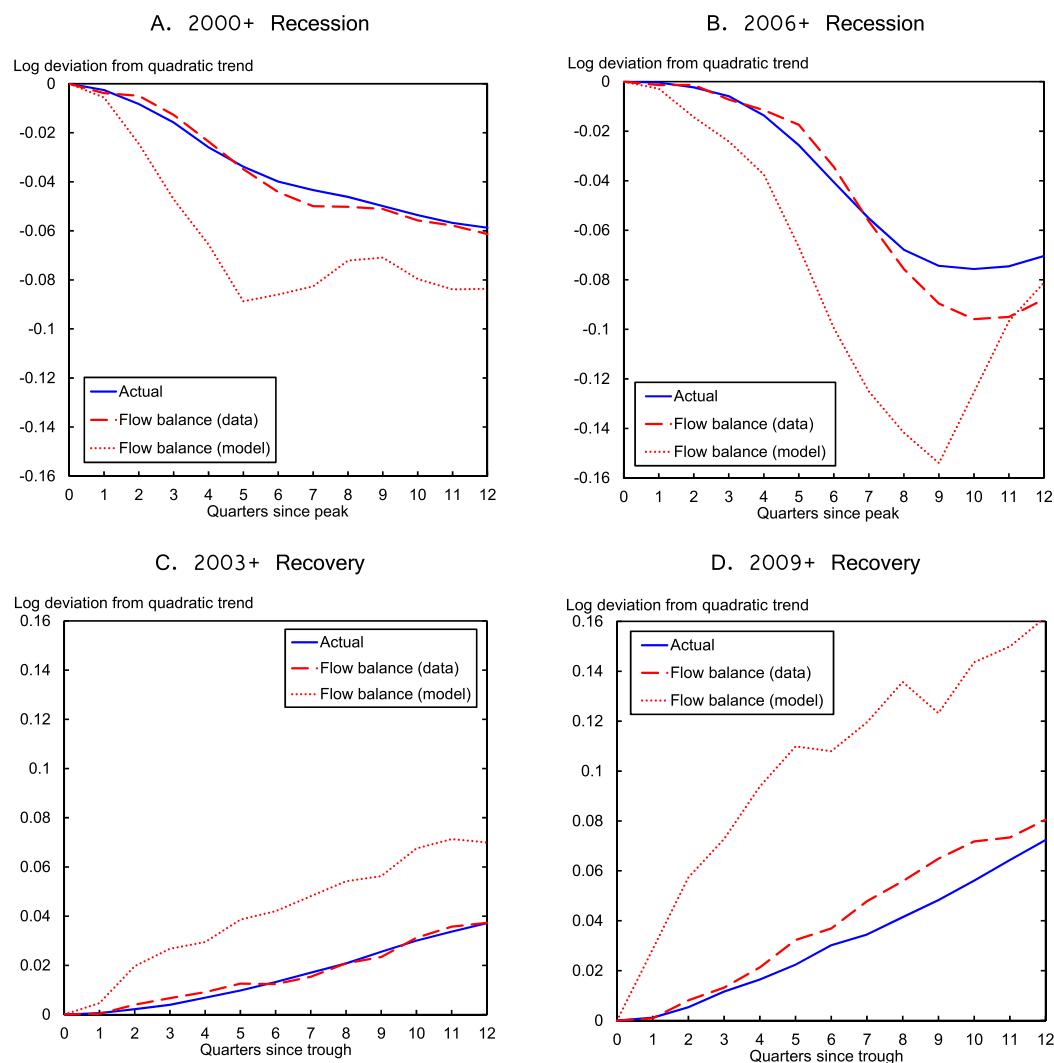 A. 2000+ Recession
Log deviation from quadratic trend
0
-0.02
-0.04
-0.06
-0.08
-0.1
-0.12
-0.14
-0.16
Actual
Flow balance (data)
Flow balance (model)
0 1 2 3 4 5 6 7 8 9 10 11 12
Quarters since peak
B. 2006+ Recession
Log deviation from quadratic trend
0
-0.02
-0.04
-0.06
-0.08
-0.1
-0.12
-0.14
-0.16
Actual
Flow balance (data)
Flow balance (model)
0 1 2 3 4 5 6 7 8 9 10 11 12
Quarters since peak
C. 2003+ Recovery
Log deviation from quadratic trend
0.16
0.14
0.12
0.1
0.08
0.06
0.04
0.02
0
Actual
Flow balance (data)
Flow balance (model)
0 1 2 3 4 5 6 7 8 9 10 11 12
Quarters since trough
D. 2009+ Recovery
Log deviation from quadratic trend
0.16
0.14
0.12
0.1
0.08
0.06
0.04
0.02
0
Actual
Flow balance (data)
Flow balance (model)
0 1 2 3 4 5 6 7 8 9 10 11 12
Quarters since trough